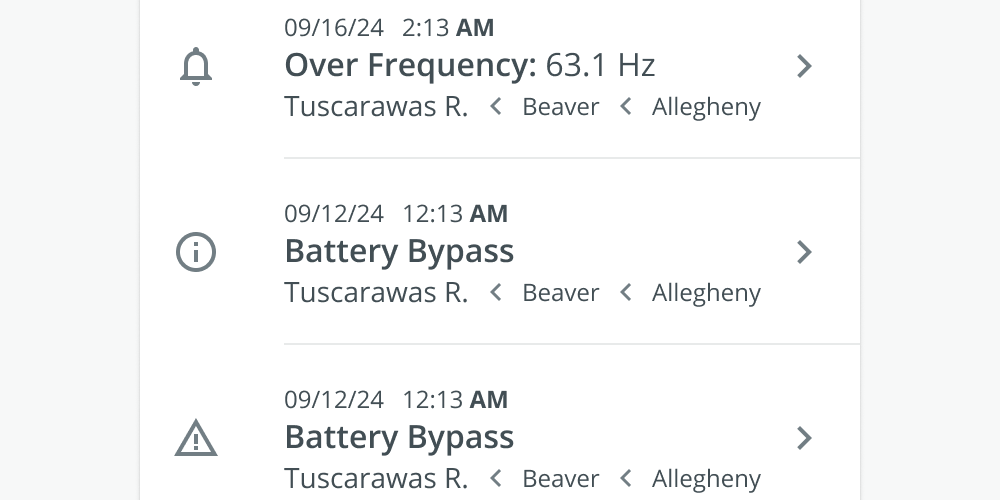 09/16/24 2:13 AM
Over Frequency: 63.1 Hz
Tuscarawas R. < Beaver < Allegheny
09/12/24 12:13 AM
Battery Bypass
Tuscarawas R. < Beaver < Allegheny
09/12/24 12:13 AM
Battery Bypass
Tuscarawas R. < Beaver < Allegheny